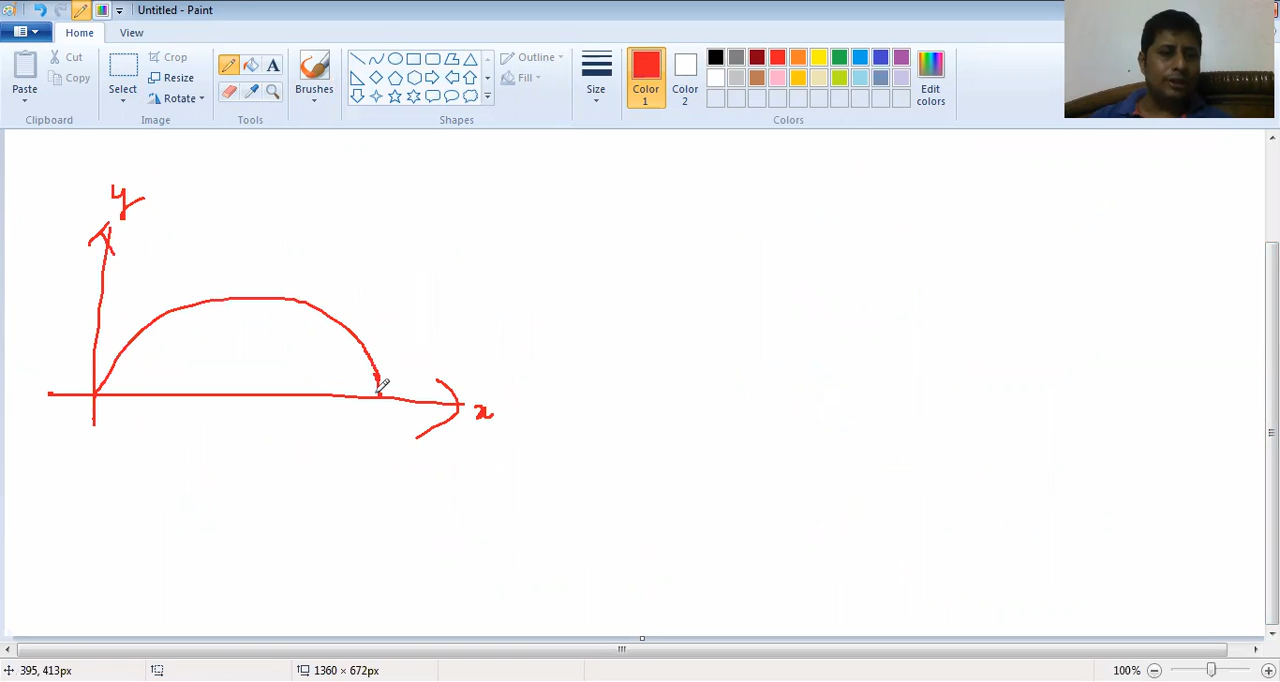 Untitled - Paint
Home View
Paste
Cut
Copy
Clipboard
Select
Crop
Resize
Rotate
Image
A
Tools
Brushes
Outline
Fill
Shapes
Size
Color 1
Color 2
Edit colors
Colors
y
x
395, 413px
1360 × 672px
100%